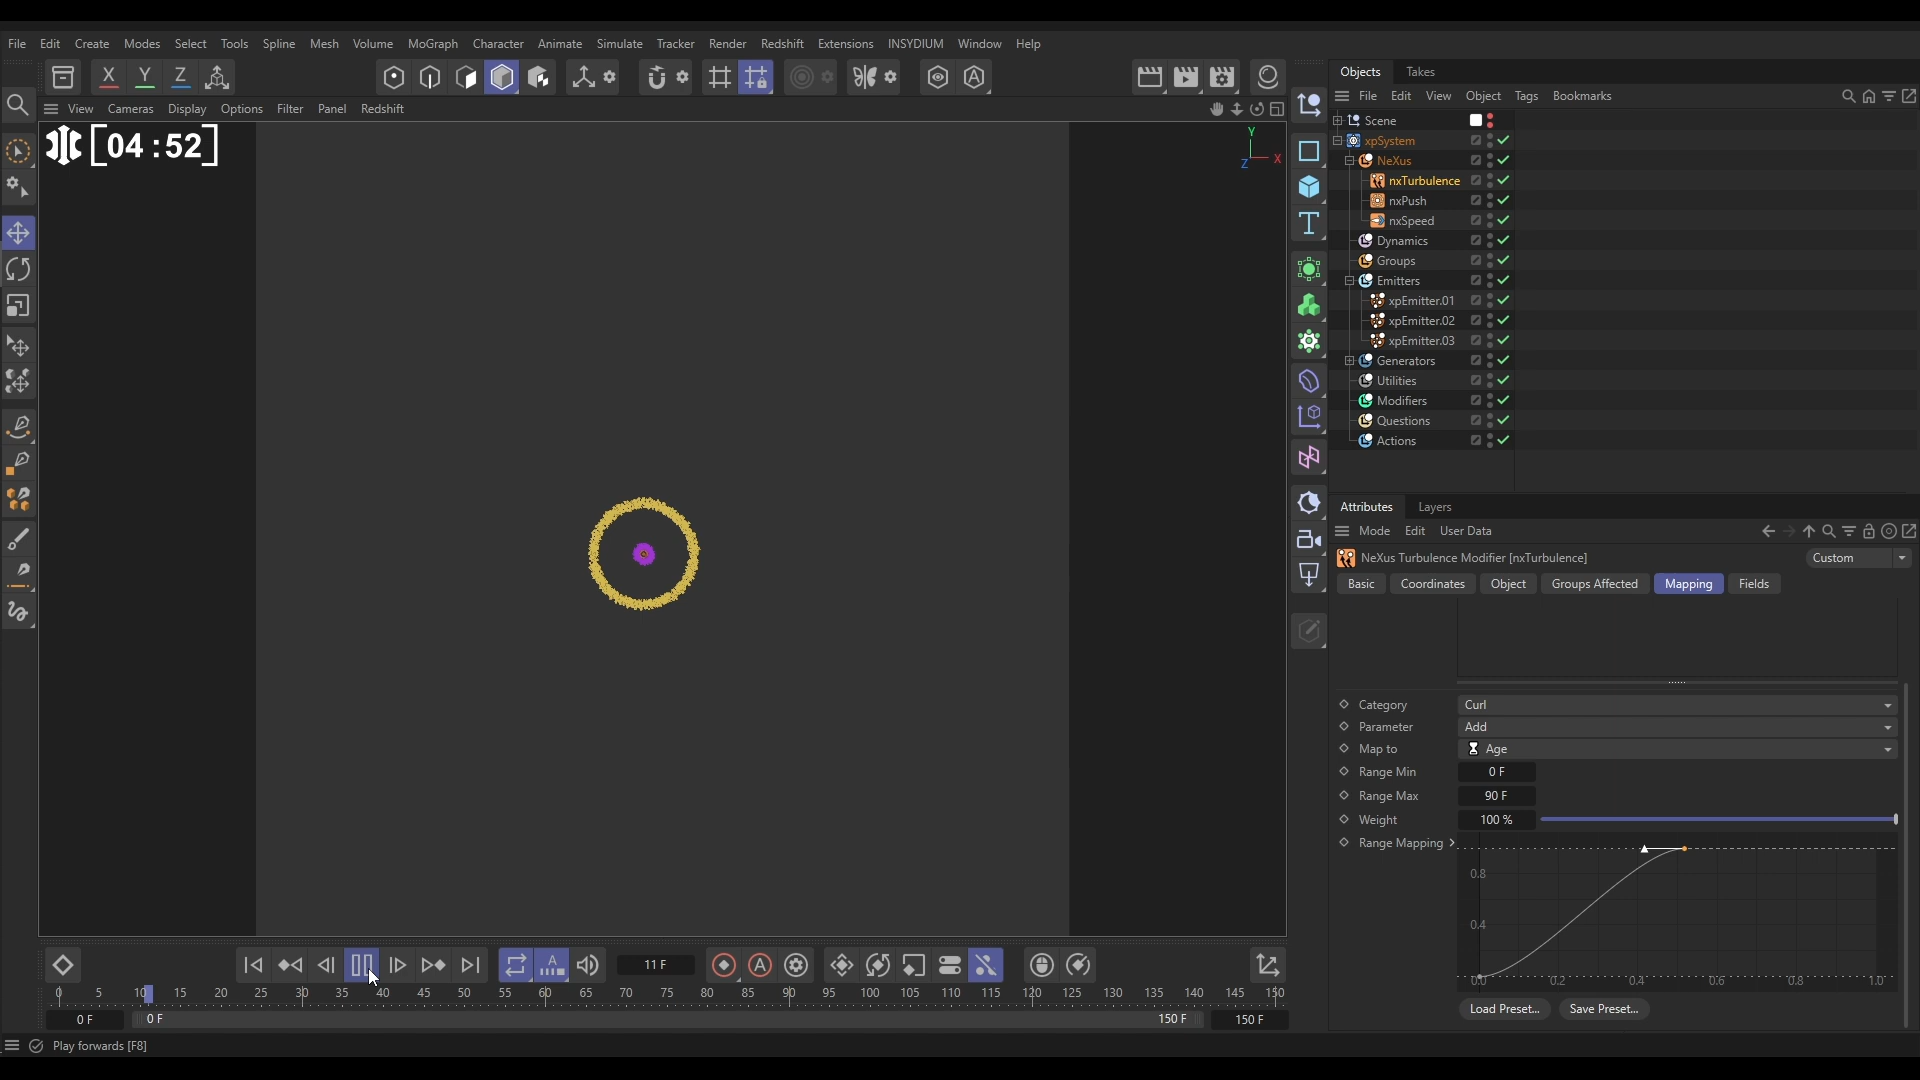 File Edit Create Modes Select Tools Spline Mesh Volume MoGraph Character Animate Simulate Tracker Render Redshift Extensions INSYDIUM Window Help
X Y Z
View Cameras Display Options Filter Panel Redshift
[04:52]
Y
Z X
Objects Takes
File Edit View Object Tags Bookmarks
Scene
xpSystem
NeXus
nxTurbulence
nxPush
nxSpeed
Dynamics
Groups
Emitters
xpEmitter.01
xpEmitter.02
xpEmitter.03
Generators
Utilities
Modifiers
Questions
Actions
Attributes Layers
Mode Edit User Data
NeXus Turbulence Modifier [nxTurbulence] Custom
Basic Coordinates Object Groups Affected Mapping Fields
Category Curl
Parameter Add
Map to Age
Range Min 0 F
Range Max 90 F
Weight 100 %
Range Mapping
0.8
0.4
0.0 0.2 0.4 0.6 0.8 1.0
Load Preset... Save Preset...
11 F
0 5 10 15 20 25 30 35 40 45 50 55 60 65 70 75 80 85 90 95 100 105 110 115 120 125 130 135 140 145 150
0 F 0 F 150 F 150 F
Play forwards [F8]